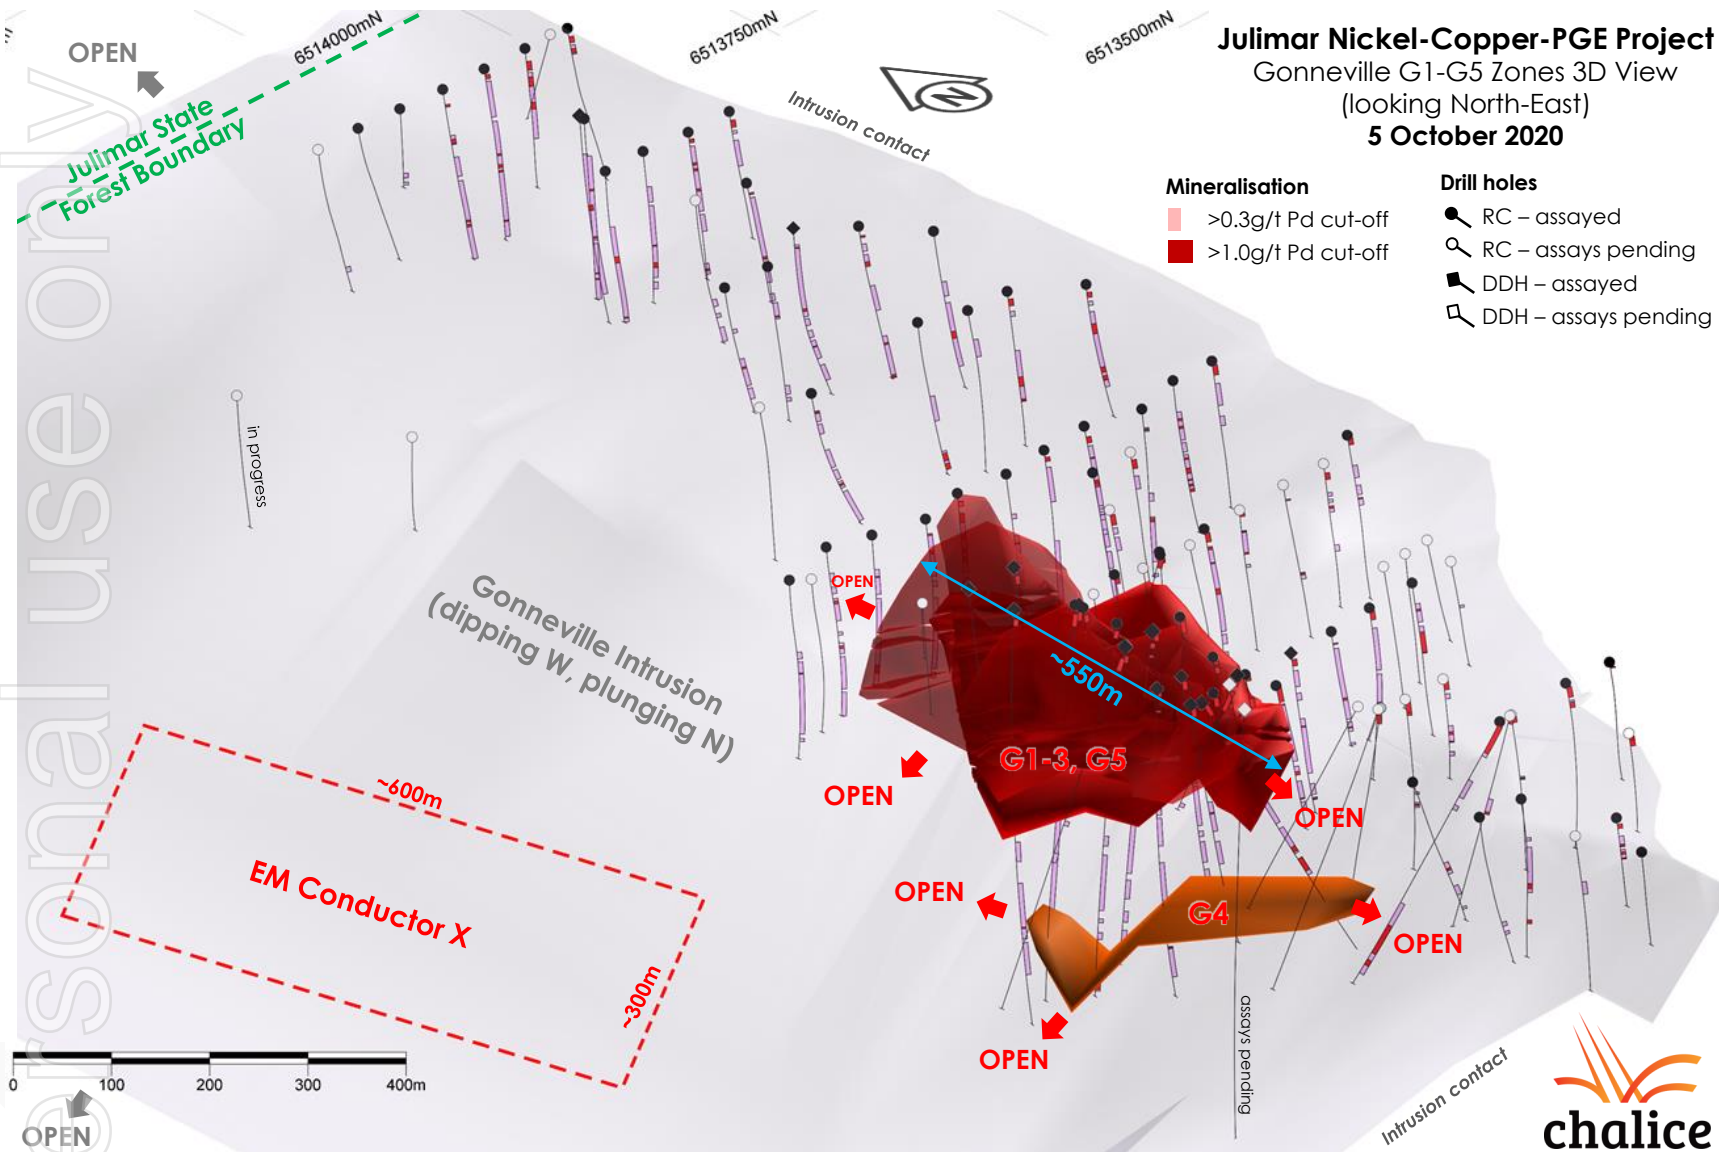 Julimar Nickel-Copper-PGE Project
Gonneville G1-G5 Zones 3D View
(looking North-East)
5 October 2020
Mineralisation
>0.3g/t Pd cut-off
>1.0g/t Pd cut-off
Drill holes
RC – assayed
RC – assays pending
DDH – assayed
DDH – assays pending
6514000mN
6513750mN
6513500mN
N
OPEN
Julimar State
Forest Boundary
Intrusion contact
in progress
Gonneville Intrusion
(dipping W, plunging N)
OPEN
~550m
G1-3, G5
OPEN
OPEN
~600m
EM Conductor X
~300m
OPEN
G4
OPEN
OPEN
assays pending
0 100 200 300 400m
OPEN
Intrusion contact
chalice
ersonal use only